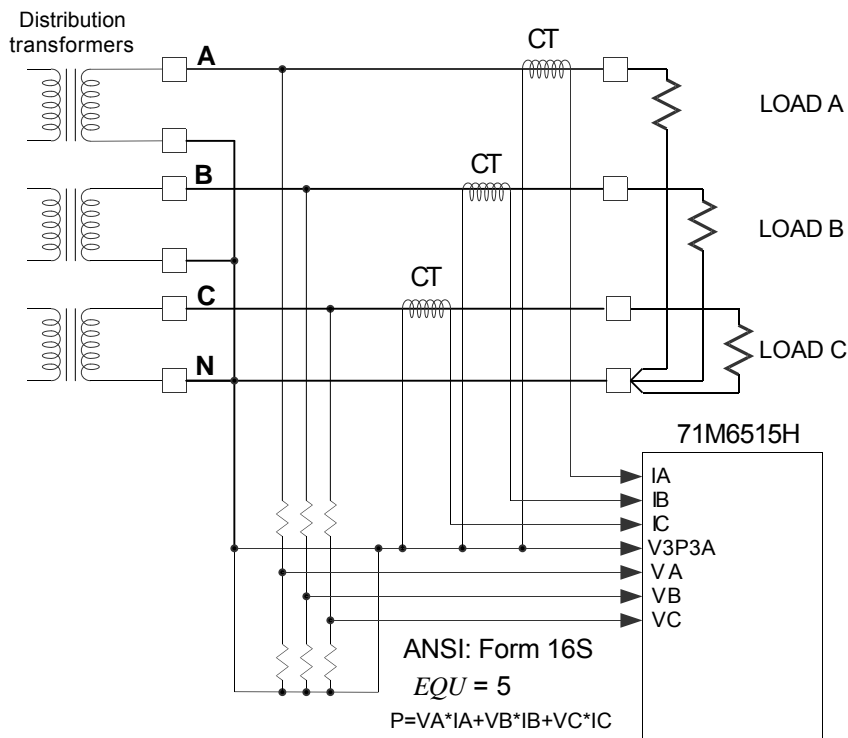 Distribution
transformers
A
CT
LOAD A
B
CT
LOAD B
C
CT
LOAD C
N
71M6515H
IA
IB
IC
V3P3A
VA
VB
VC
ANSI: Form 16S
EQU = 5
P=VA*IA+VB*IB+VC*IC